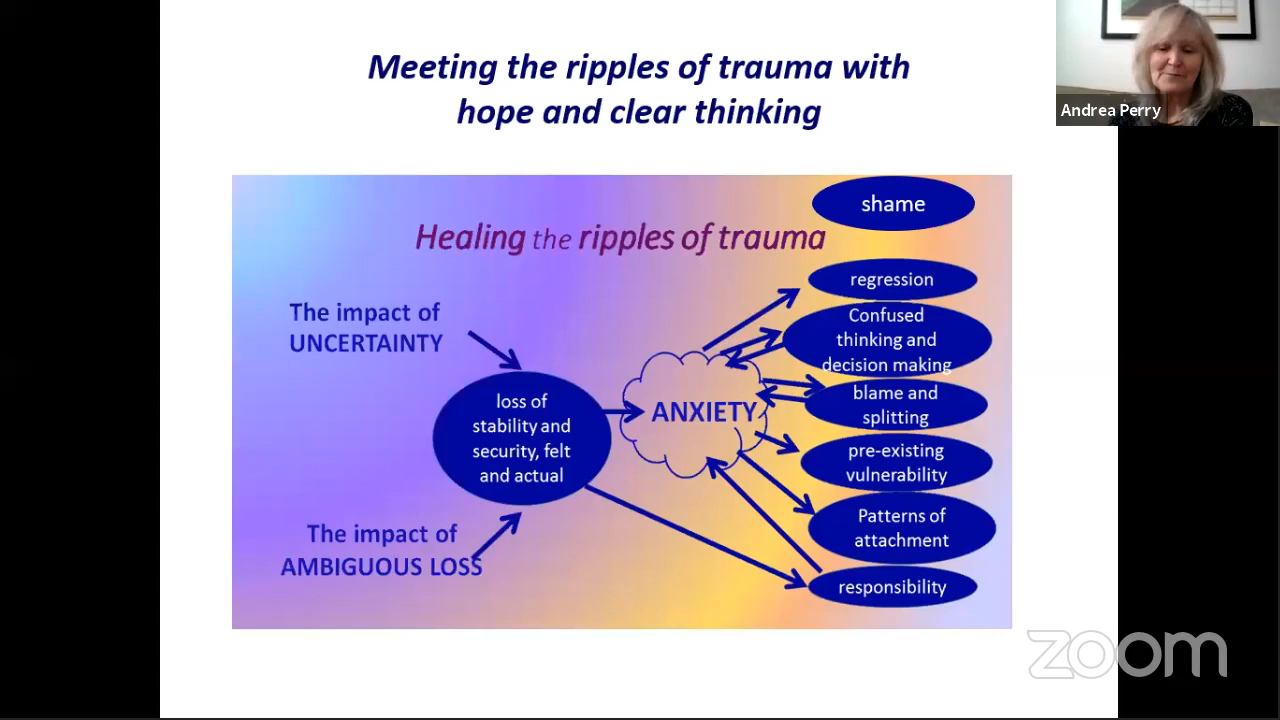 Meeting the ripples of trauma with
hope and clear thinking
Andrea Perry
shame
Healing the ripples of trauma
regression
The impact of
UNCERTAINTY
Confused
thinking and
decision making
loss of
stability and
security, felt
and actual
ANXIETY
blame and
splitting
pre-existing
vulnerability
The impact of
AMBIGUOUS LOSS
Patterns of
attachment
responsibility
zoom